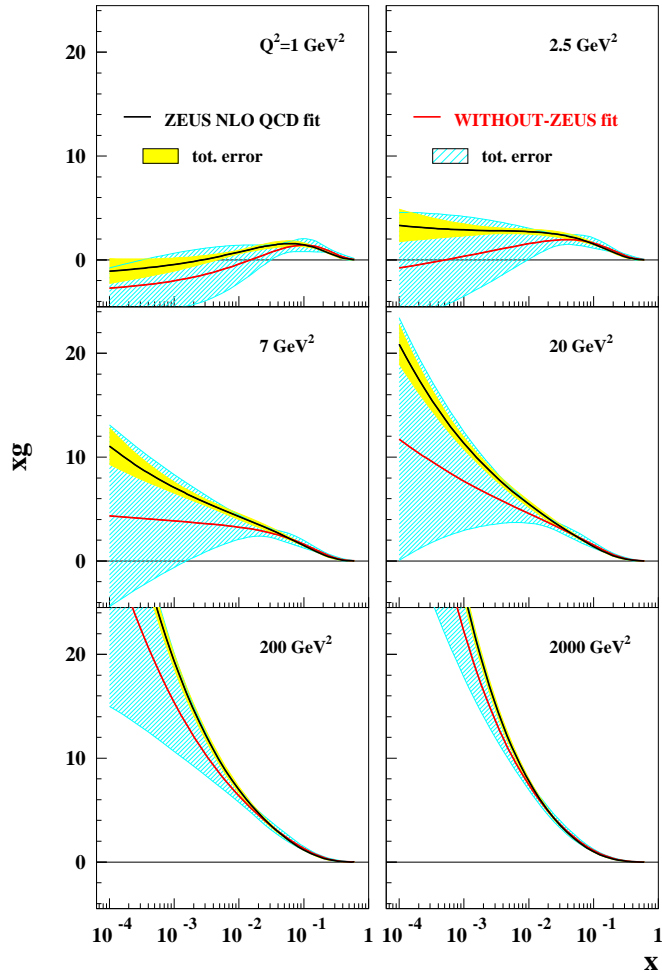 Q²=1 GeV²
2.5 GeV²
20
ZEUS NLO QCD fit
WITHOUT-ZEUS fit
tot. error
tot. error
10
0
7 GeV²
20 GeV²
20
10
0
xg
200 GeV²
2000 GeV²
20
10
0
10⁻⁴ 10⁻³ 10⁻² 10⁻¹ 1
10⁻⁴ 10⁻³ 10⁻² 10⁻¹ 1
x